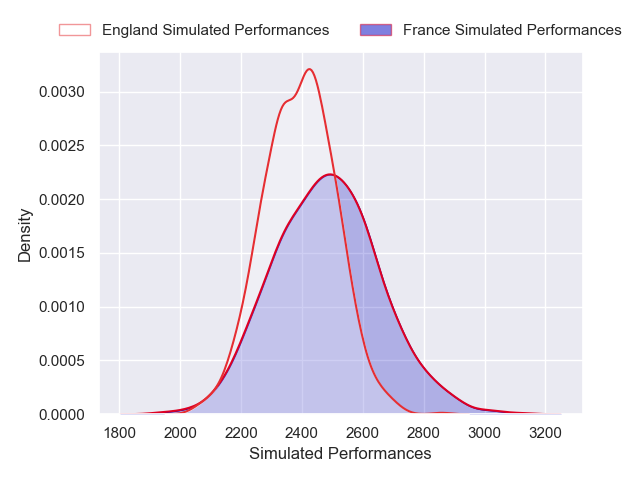 England Simulated Performances France Simulated Performances
0.0030
0.0025
0.0020
0.0015
0.0010
0.0005
0.0000
Density
1800 2000 2200 2400 2600 2800 3000 3200
Simulated Performances